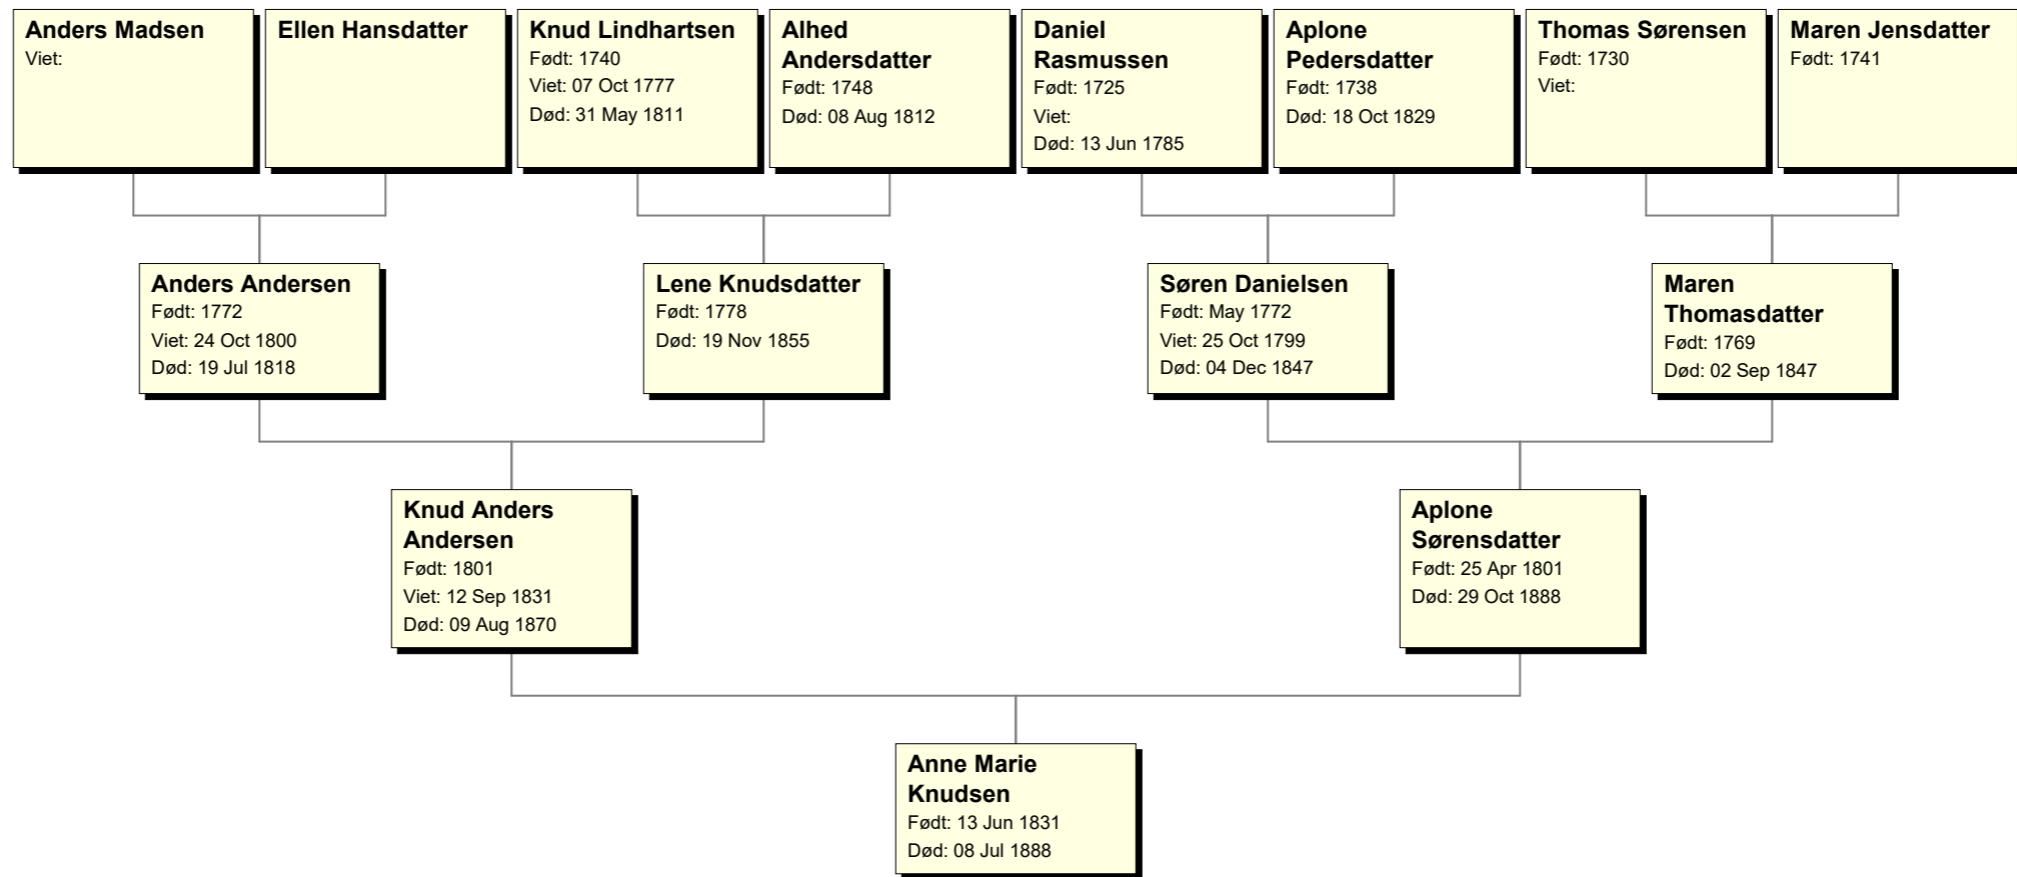 Anders Madsen
Viet:
Ellen Hansdatter
Knud Lindhartsen
Født: 1740
Viet: 07 Oct 1777
Død: 31 May 1811
Alhed
Andersdatter
Født: 1748
Død: 08 Aug 1812
Daniel
Rasmussen
Født: 1725
Viet:
Død: 13 Jun 1785
Aplone
Pedersdatter
Født: 1738
Død: 18 Oct 1829
Thomas Sørensen
Født: 1730
Viet:
Maren Jensdatter
Født: 1741
Anders Andersen
Født: 1772
Viet: 24 Oct 1800
Død: 19 Jul 1818
Lene Knudsdatter
Født: 1778
Død: 19 Nov 1855
Søren Danielsen
Født: May 1772
Viet: 25 Oct 1799
Død: 04 Dec 1847
Maren
Thomasdatter
Født: 1769
Død: 02 Sep 1847
Knud Anders
Andersen
Født: 1801
Viet: 12 Sep 1831
Død: 09 Aug 1870
Aplone
Sørensdatter
Født: 25 Apr 1801
Død: 29 Oct 1888
Anne Marie
Knudsen
Født: 13 Jun 1831
Død: 08 Jul 1888